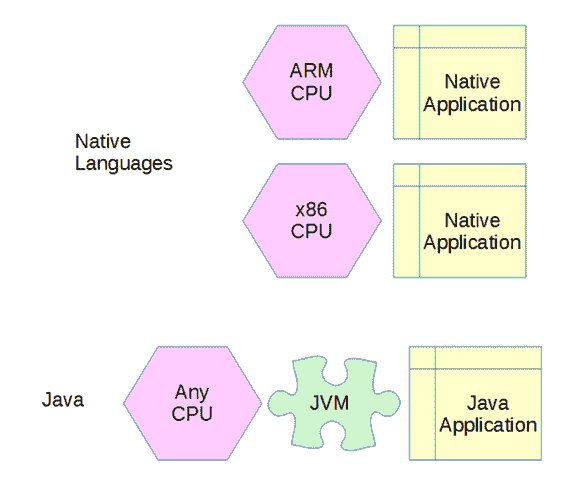 ARM
CPU
Native
Application
Native
Languages
x86
CPU
Native
Application
Java
Any
CPU
JVM
Java
Application